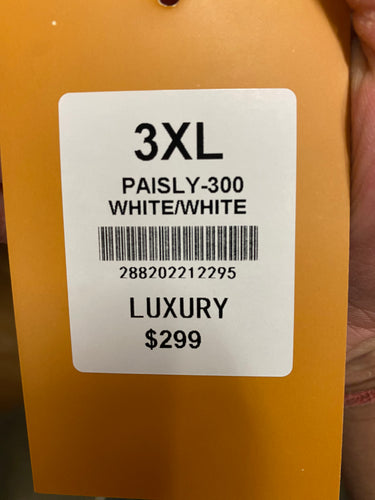 3XL
PAISLY-300
WHITE/WHITE
288202212295
LUXURY
$299